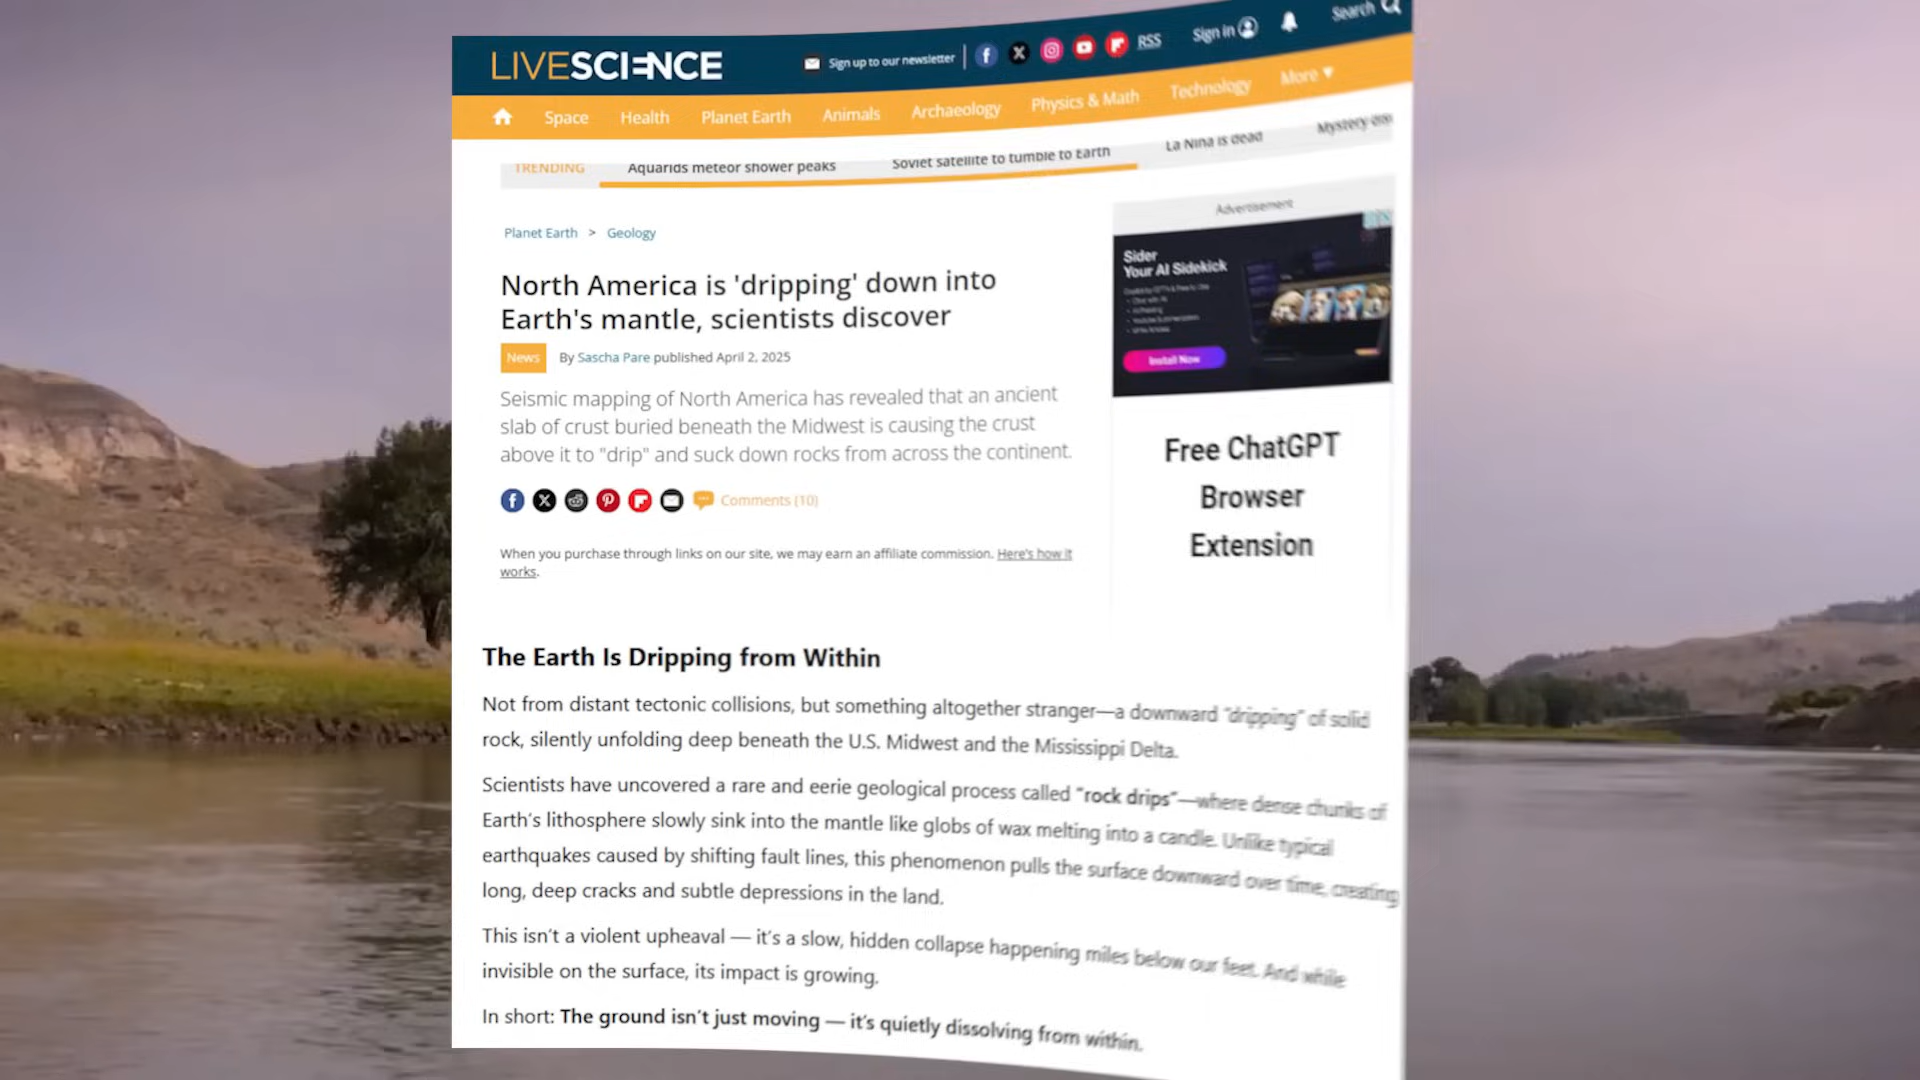 LIVESCIENCE
Sign up to our newsletter
RSS
Sign in
Search
Space
Health
Planet Earth
Animals
Archaeology
Physics & Math
Technology
More
TRENDING
Aquarids meteor shower peaks
Soviet satellite to tumble to Earth
La Nina is dead
Mystery
Planet Earth > Geology
Advertisement
Sider
Your AI Sidekick
Install Now
Free ChatGPT
Browser
Extension
North America is 'dripping' down into
Earth's mantle, scientists discover
News
By Sascha Pare published April 2, 2025
Seismic mapping of North America has revealed that an ancient
slab of crust buried beneath the Midwest is causing the crust
above it to "drip" and suck down rocks from across the continent.
Comments (10)
When you purchase through links on our site, we may earn an affiliate commission. Here's how it
works.
The Earth Is Dripping from Within
Not from distant tectonic collisions, but something altogether stranger—a downward “dripping” of solid
rock, silently unfolding deep beneath the U.S. Midwest and the Mississippi Delta.
Scientists have uncovered a rare and eerie geological process called “rock drips”—where dense chunks of
Earth’s lithosphere slowly sink into the mantle like globs of wax melting into a candle. Unlike typical
earthquakes caused by shifting fault lines, this phenomenon pulls the surface downward over time, creating
long, deep cracks and subtle depressions in the land.
This isn’t a violent upheaval — it’s a slow, hidden collapse happening miles below our feet. And while
invisible on the surface, its impact is growing.
In short: The ground isn’t just moving — it’s quietly dissolving from within.